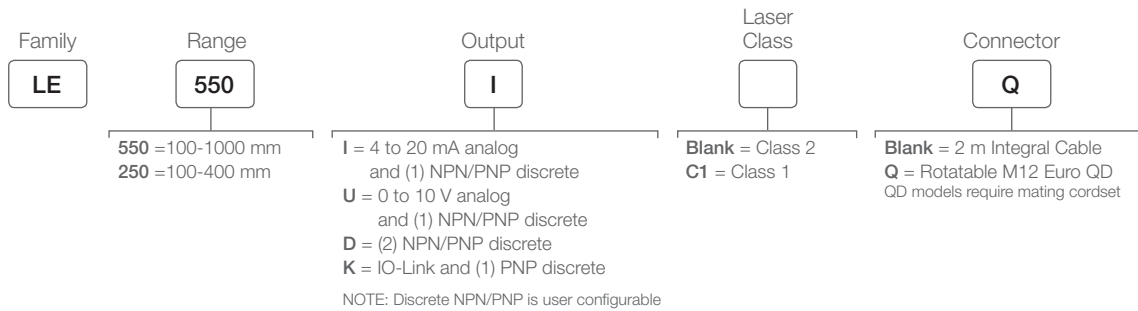 Family
LE
Range
550
550 =100-1000 mm
250 =100-400 mm
Output
I
I = 4 to 20 mA analog
and (1) NPN/PNP discrete
U = 0 to 10 V analog
and (1) NPN/PNP discrete
D = (2) NPN/PNP discrete
K = IO-Link and (1) PNP discrete
NOTE: Discrete NPN/PNP is user configurable
Laser
Class
Blank = Class 2
C1 = Class 1
Connector
Q
Blank = 2 m Integral Cable
Q = Rotatable M12 Euro QD
QD models require mating cordset